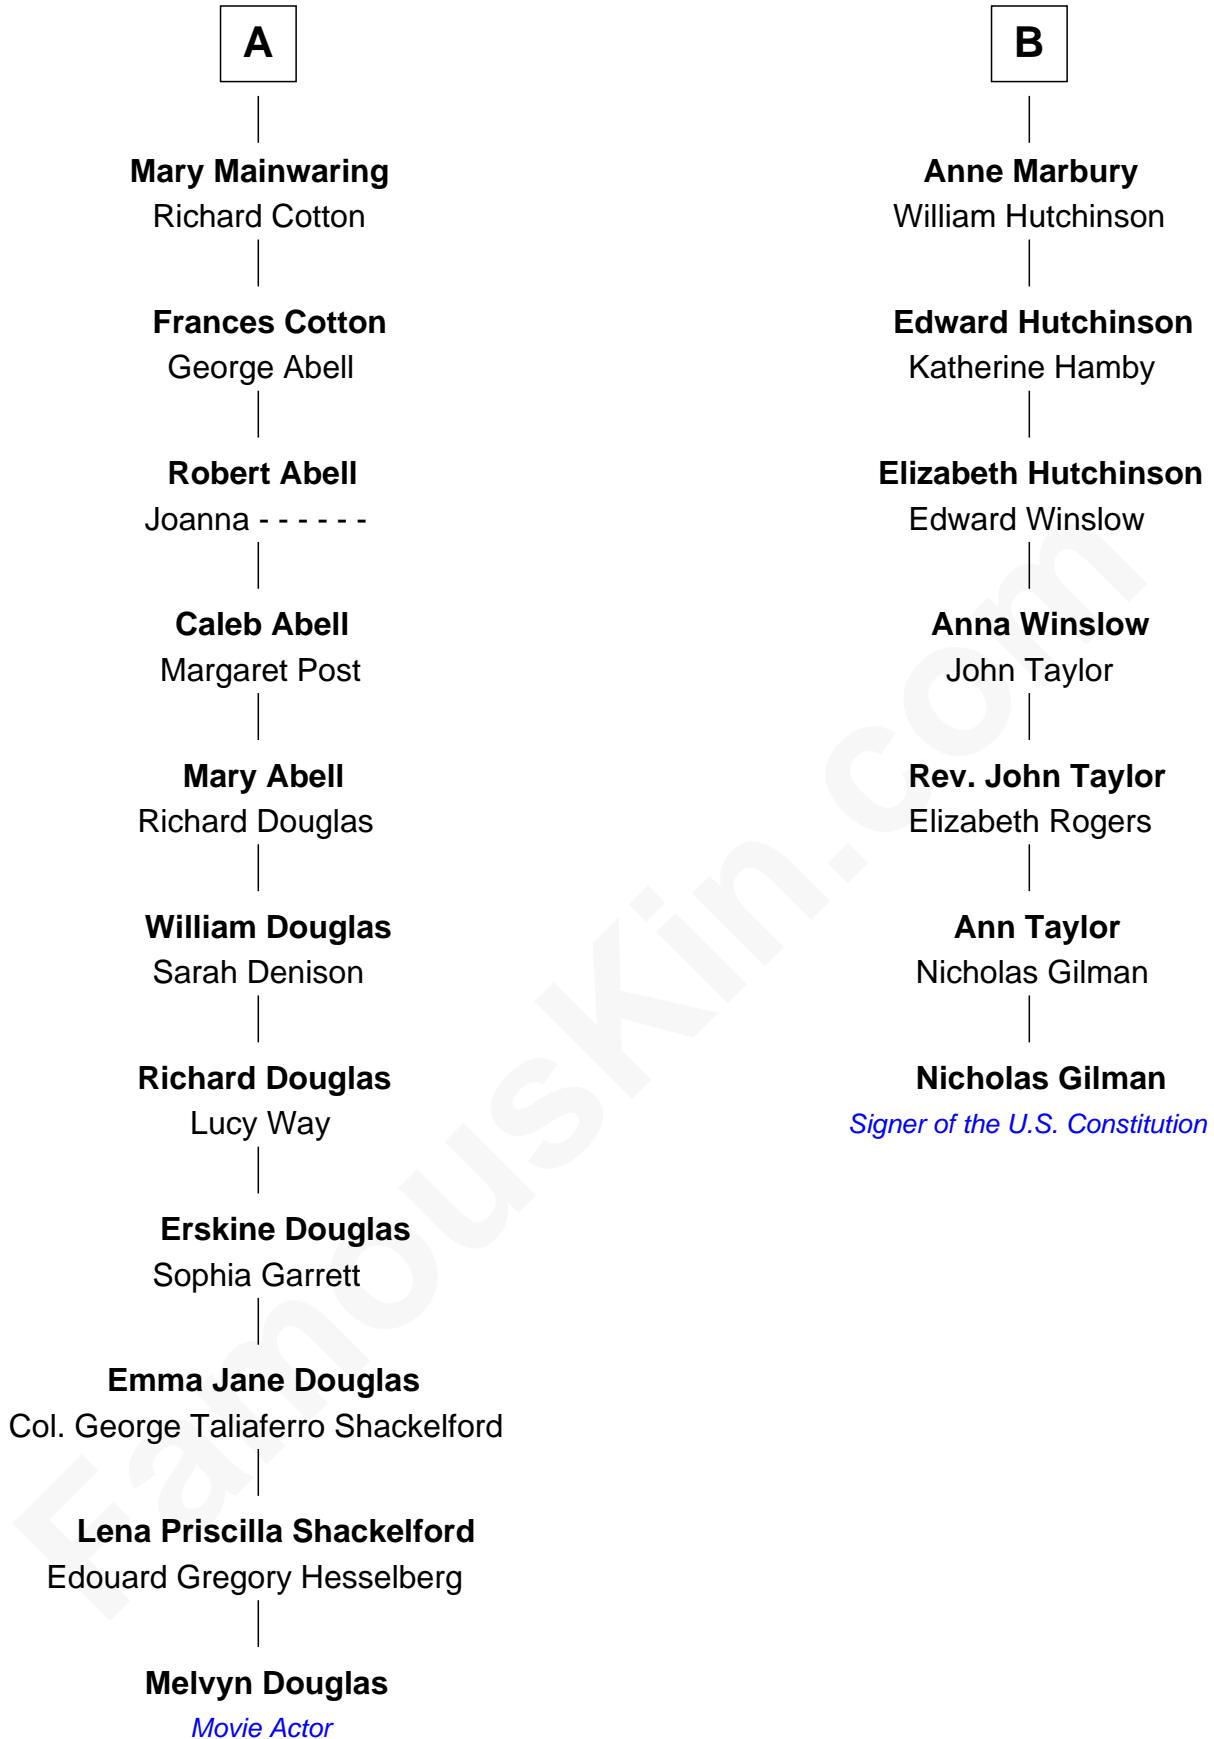 A
Mary Mainwaring
Richard Cotton
Frances Cotton
George Abell
Robert Abell
Joanna - - - - - -
Caleb Abell
Margaret Post
Mary Abell
Richard Douglas
William Douglas
Sarah Denison
Richard Douglas
Lucy Way
Erskine Douglas
Sophia Garrett
Emma Jane Douglas
Col. George Taliaferro Shackelford
Lena Priscilla Shackelford
Edouard Gregory Hesselberg
Melvyn Douglas
Movie Actor
B
Anne Marbury
William Hutchinson
Edward Hutchinson
Katherine Hamby
Elizabeth Hutchinson
Edward Winslow
Anna Winslow
John Taylor
Rev. John Taylor
Elizabeth Rogers
Ann Taylor
Nicholas Gilman
Nicholas Gilman
Signer of the U.S. Constitution
FamousKin.com